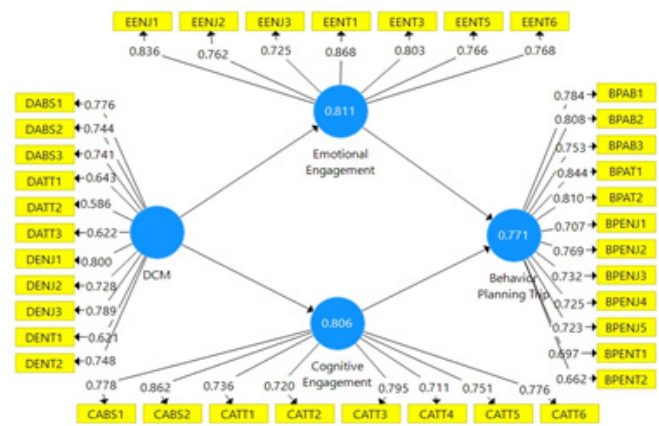 EENJ1 EENJ2 EENJ3 EENT1 EENT3 EENT5 EENT6
0.836 0.762 0.725 0.868 0.803 0.766 0.768
0.811
Emotional
Engagement
DABS1 0.776
DABS2 0.744
DABS3 0.741
DATT1 0.643
DATT2 0.586
DATT3 0.622
DENJ1 0.800
DENJ2 0.728
DENJ3 0.789
DENT1 0.621
DENT2 0.748
DCM
0.784 BPAB1
0.808 BPAB2
0.753 BPAB3
0.844 BPAT1
0.810 BPAT2
0.707 BPENJ1
0.769 BPENJ2
0.732 BPENJ3
0.725 BPENJ4
0.723 BPENJ5
0.697 BPENT1
0.662 BPENT2
0.771
Behavior
Planning Trip
0.806
Cognitive
Engagement
0.778 0.862 0.736 0.720 0.795 0.711 0.751 0.776
CABS1 CABS2 CATT1 CATT2 CATT3 CATT4 CATT5 CATT6